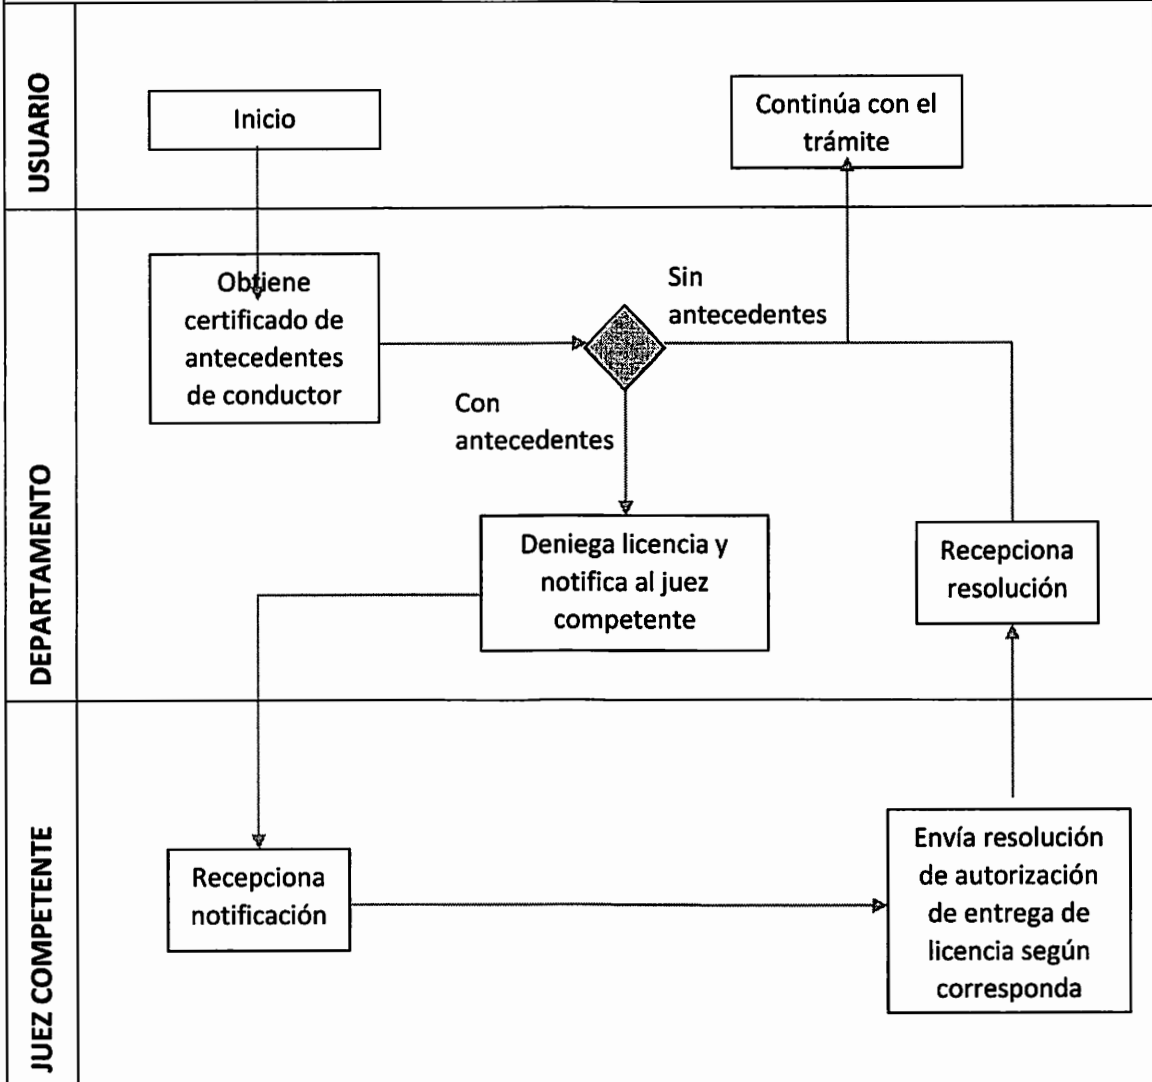 USUARIO
Inicio
Continúa con el
trámite
DEPARTAMENTO
Obtiene
certificado de
antecedentes
de conductor
Sin
antecedentes
Con
antecedentes
Deniega licencia y
notifica al juez
competente
Recepciona
resolución
JUEZ COMPETENTE
Recepciona
notificación
Envía resolución
de autorización
de entrega de
licencia según
corresponda